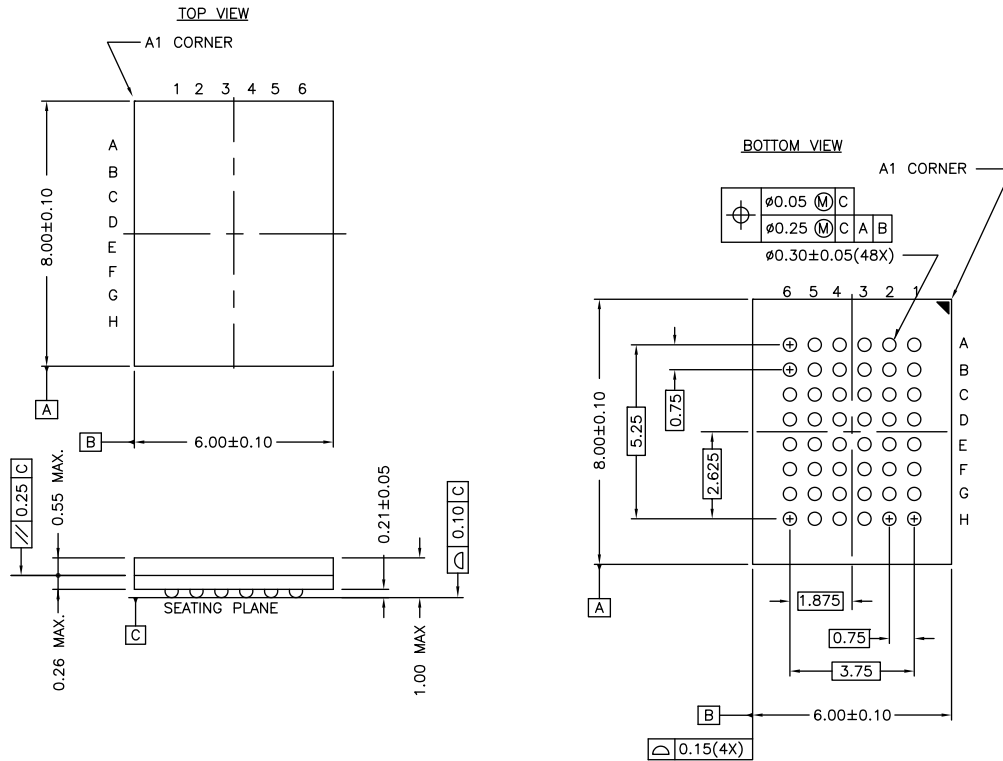 TOP VIEW
A1 CORNER
1 2 3 4 5 6
A
B
C
D
E
F
G
H
8.00±0.10
A
B
6.00±0.10
// 0.25 C
0.55 MAX.
0.21±0.05
⌓ 0.10 C
SEATING PLANE
C
0.26 MAX.
1.00 MAX
BOTTOM VIEW
A1 CORNER
⌖ ø0.05 Ⓜ C
ø0.25 Ⓜ C A B
ø0.30±0.05(48X)
6 5 4 3 2 1
A
B
C
D
E
F
G
H
8.00±0.10
5.25
0.75
2.625
A
1.875
0.75
3.75
B
6.00±0.10
⌓ 0.15(4X)